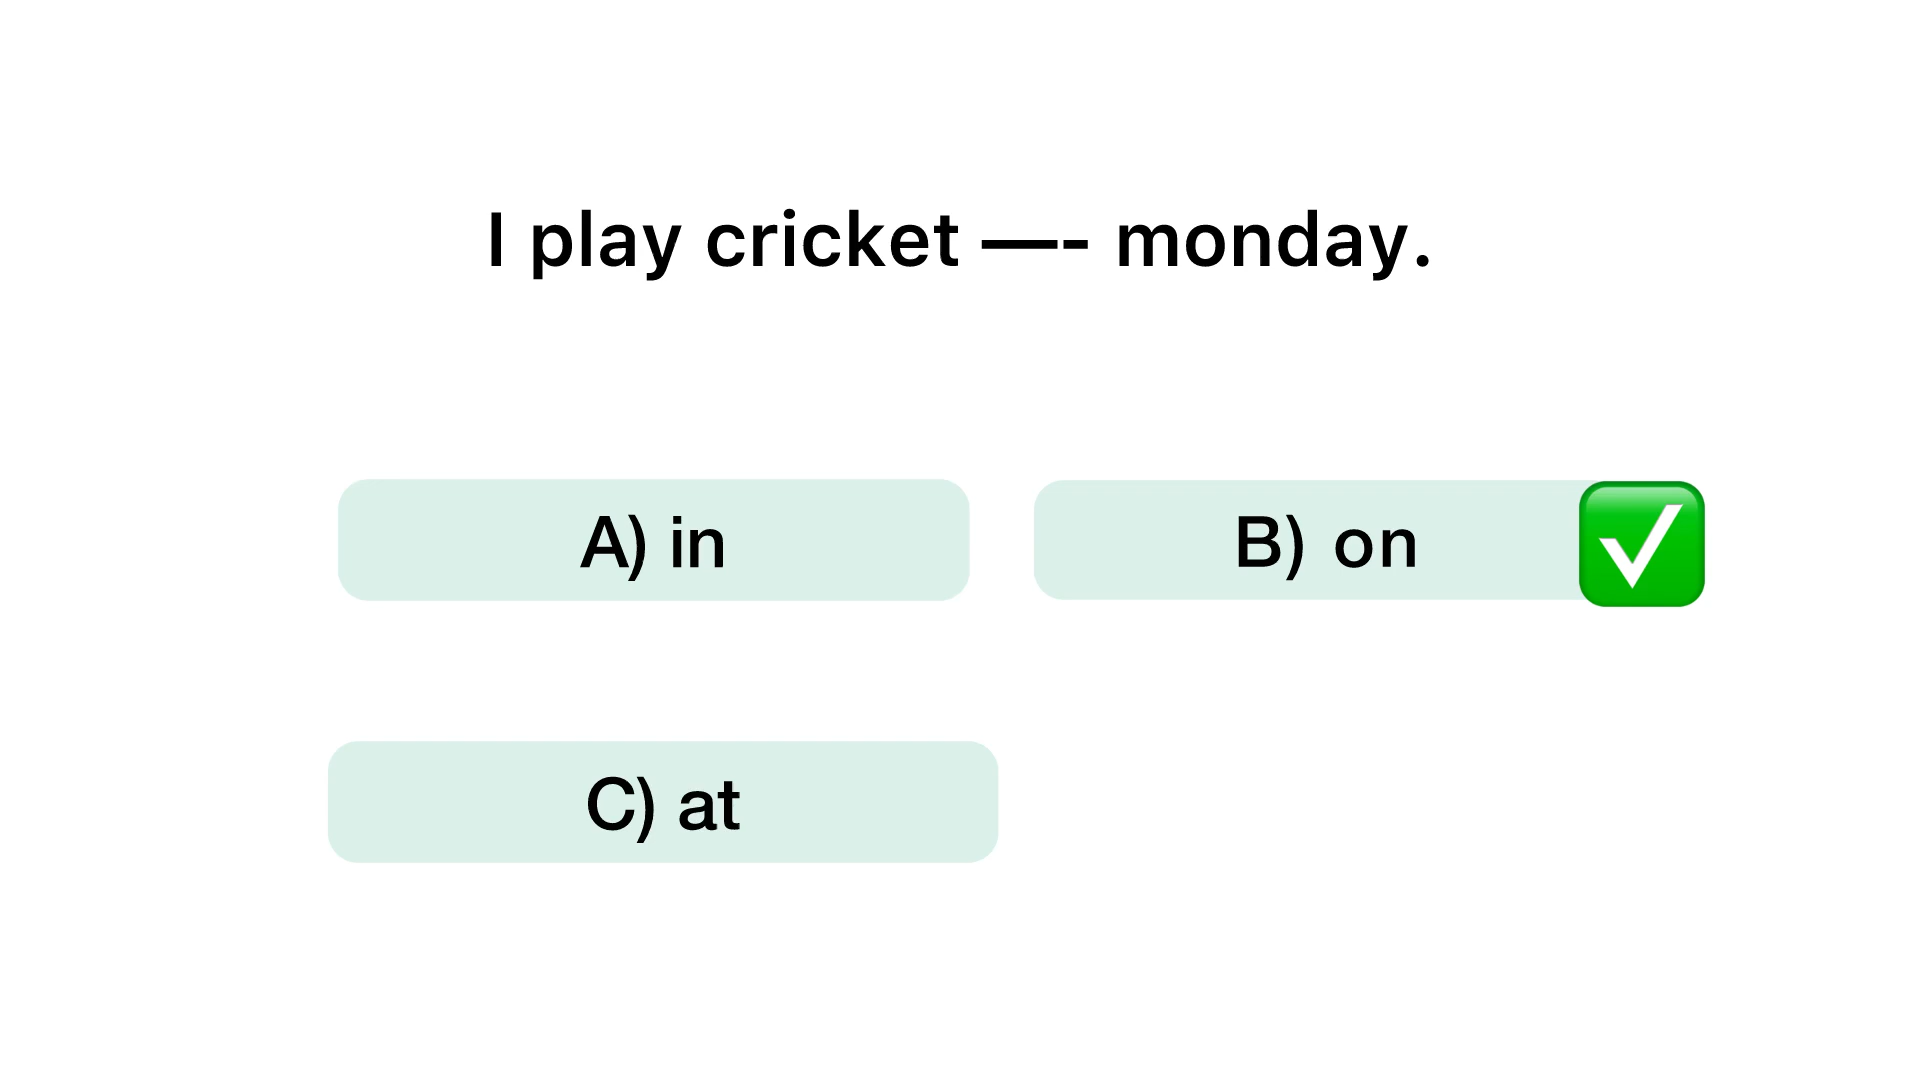 I play cricket —- monday.
A) in
B) on
C) at